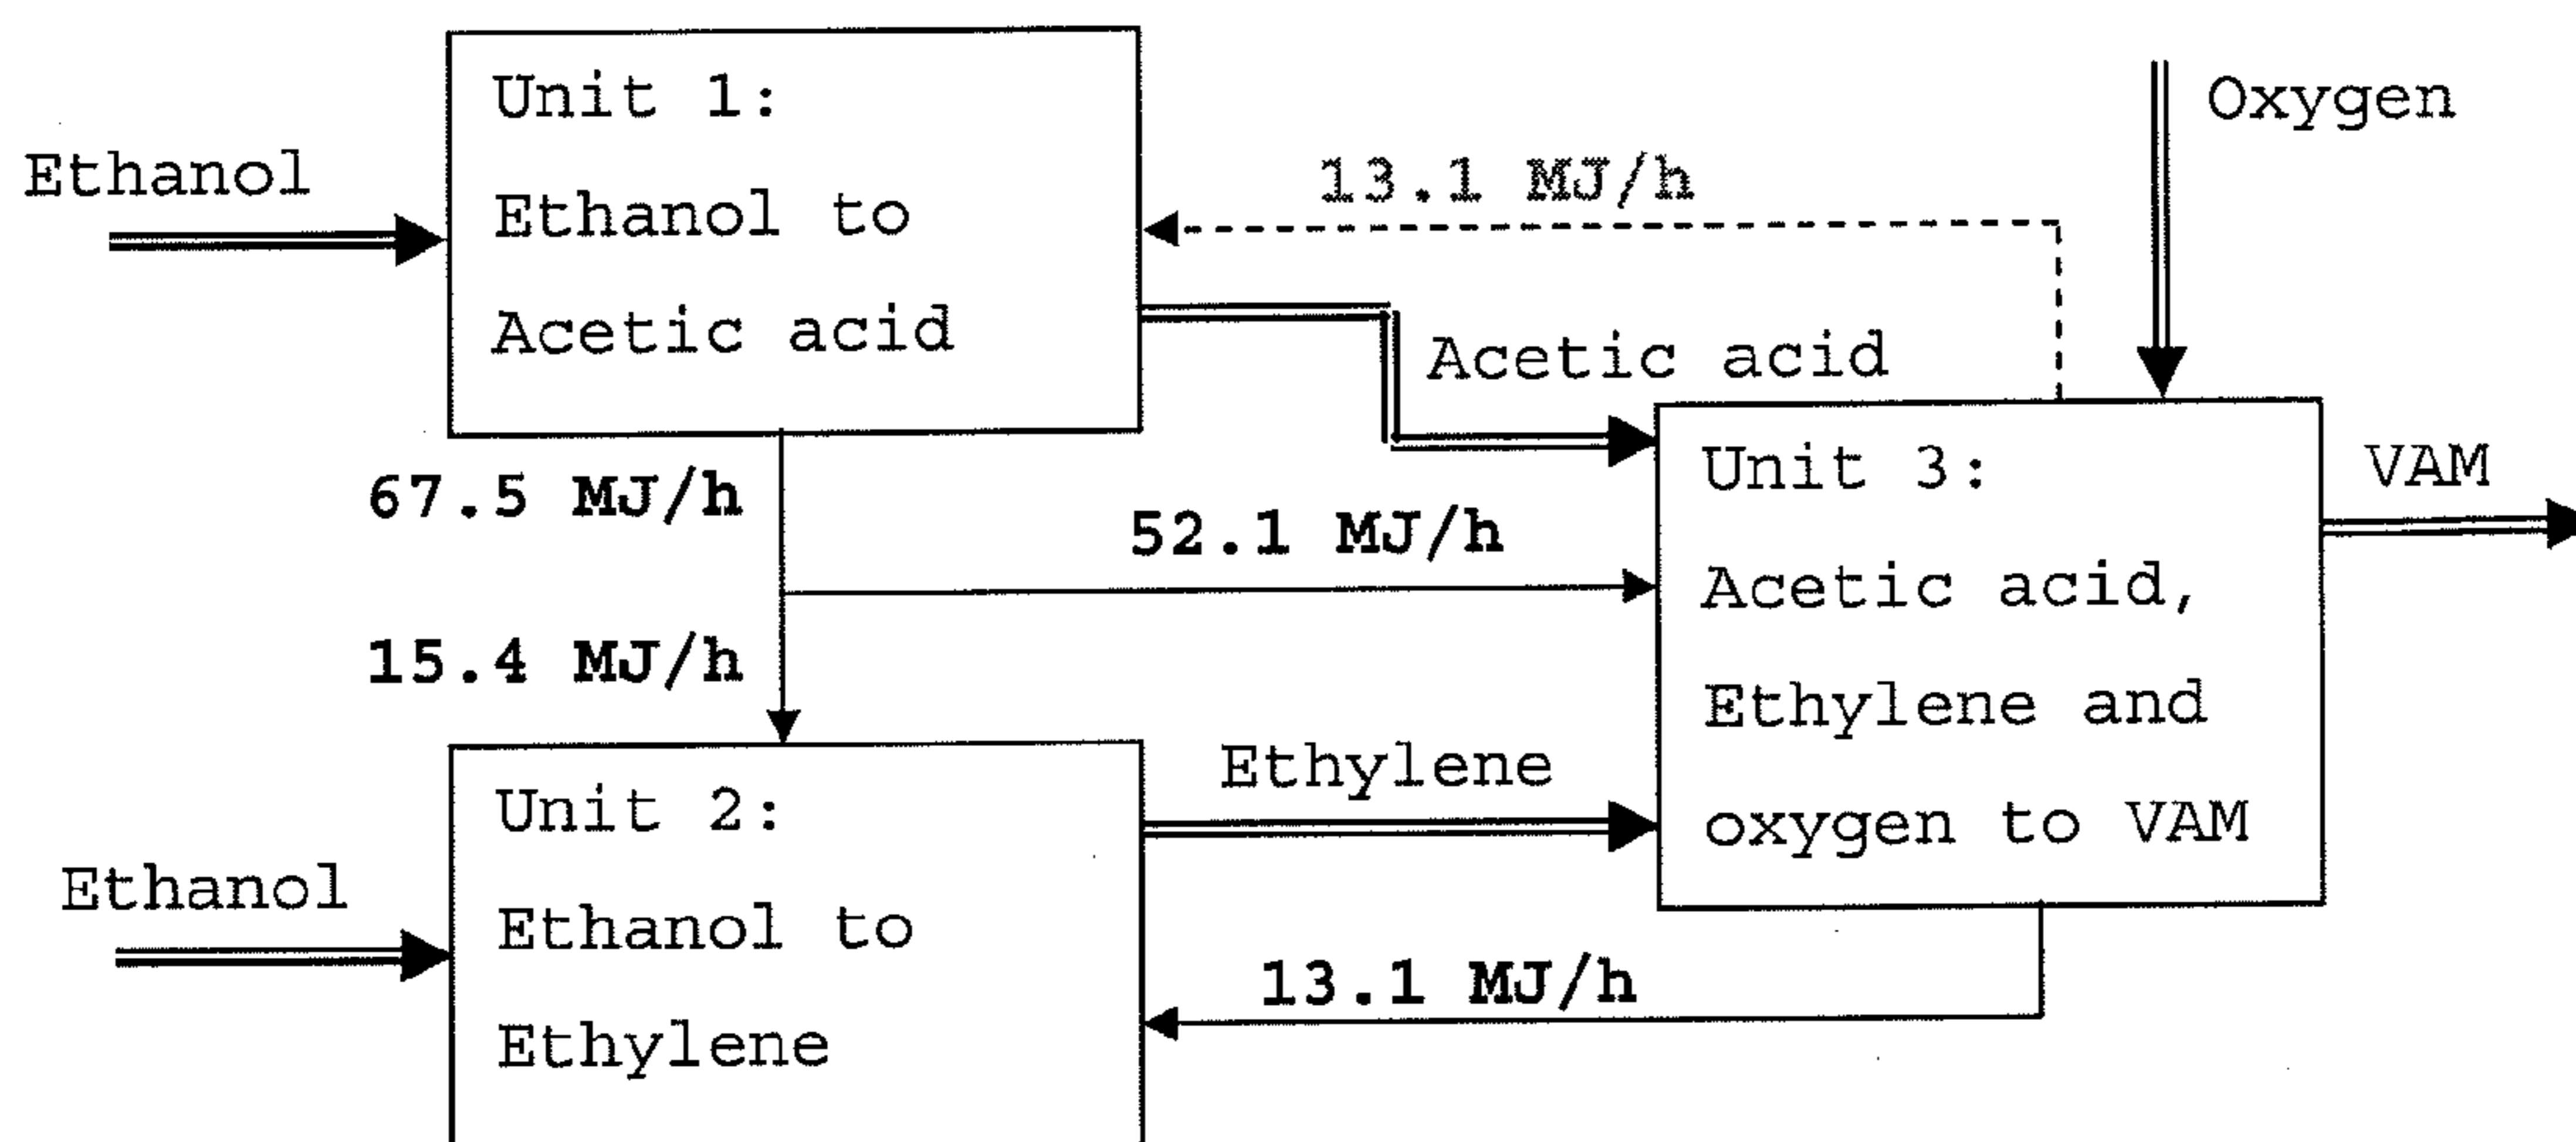 Unit 1:
Ethanol to
Acetic acid
Ethanol
Oxygen
13.1 MJ/h
Acetic acid
67.5 MJ/h
52.1 MJ/h
15.4 MJ/h
Unit 3:
Acetic acid,
Ethylene and
oxygen to VAM
VAM
Unit 2:
Ethanol to
Ethylene
Ethylene
Ethanol
13.1 MJ/h